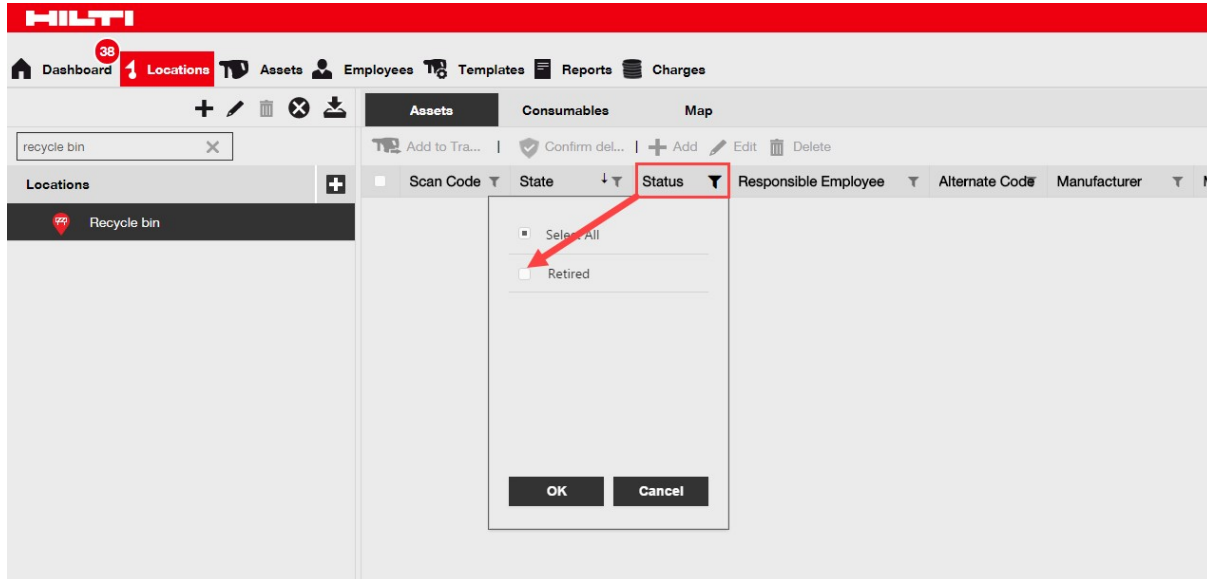 HILTI
38
Dashboard Locations Assets Employees Templates Reports Charges
Assets Consumables Map
recycle bin
Add to Tra... | Confirm del... | Add Edit Delete
Locations
Scan Code State Status Responsible Employee Alternate Code Manufacturer
Recycle bin
Select All
Retired
OK Cancel